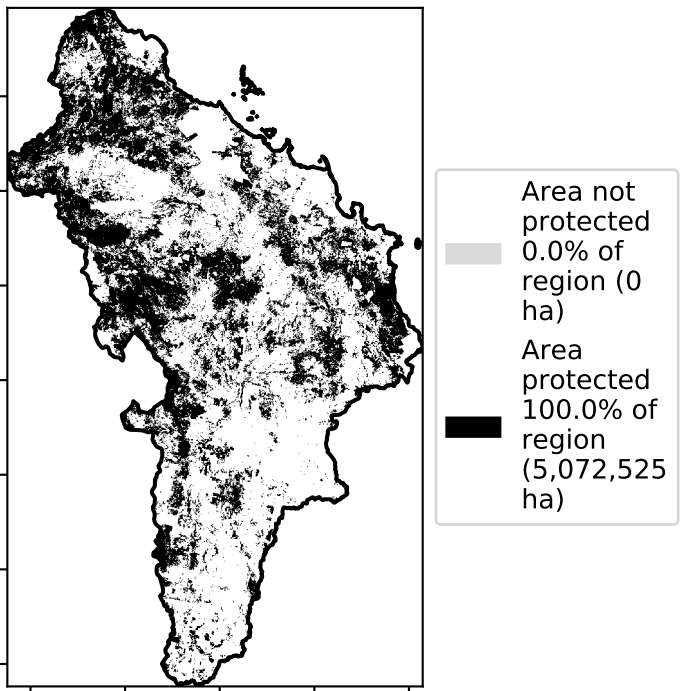 Area not
protected
0.0% of
region (0
ha)
Area
protected
100.0% of
region
(5,072,525
ha)